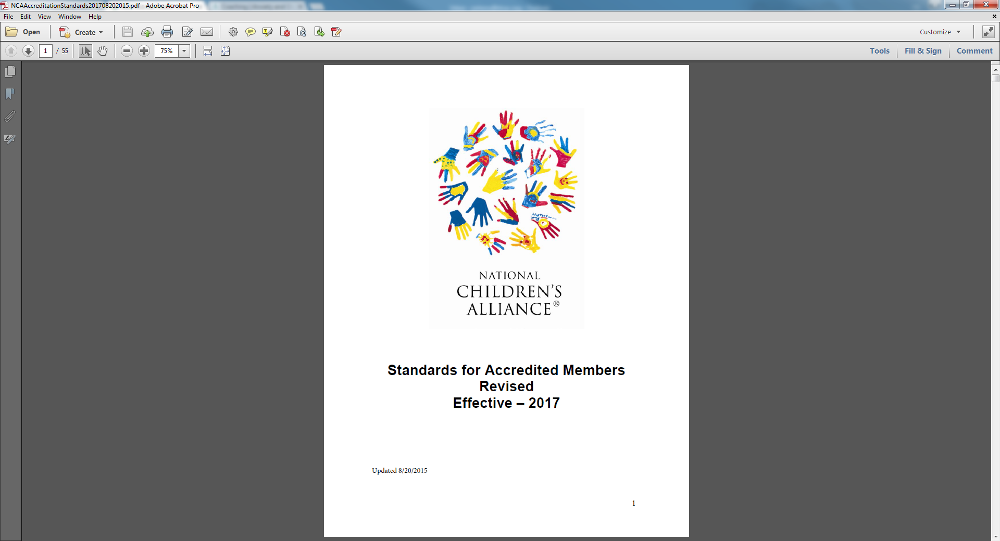 NCAAccreditationStandards201708202015.pdf - Adobe Acrobat Pro
File Edit View Window Help
Open Create Customize
1 / 55 75% Tools Fill & Sign Comment
NATIONAL
CHILDREN'S
ALLIANCE®
Standards for Accredited Members
Revised
Effective – 2017
Updated 8/20/2015
1